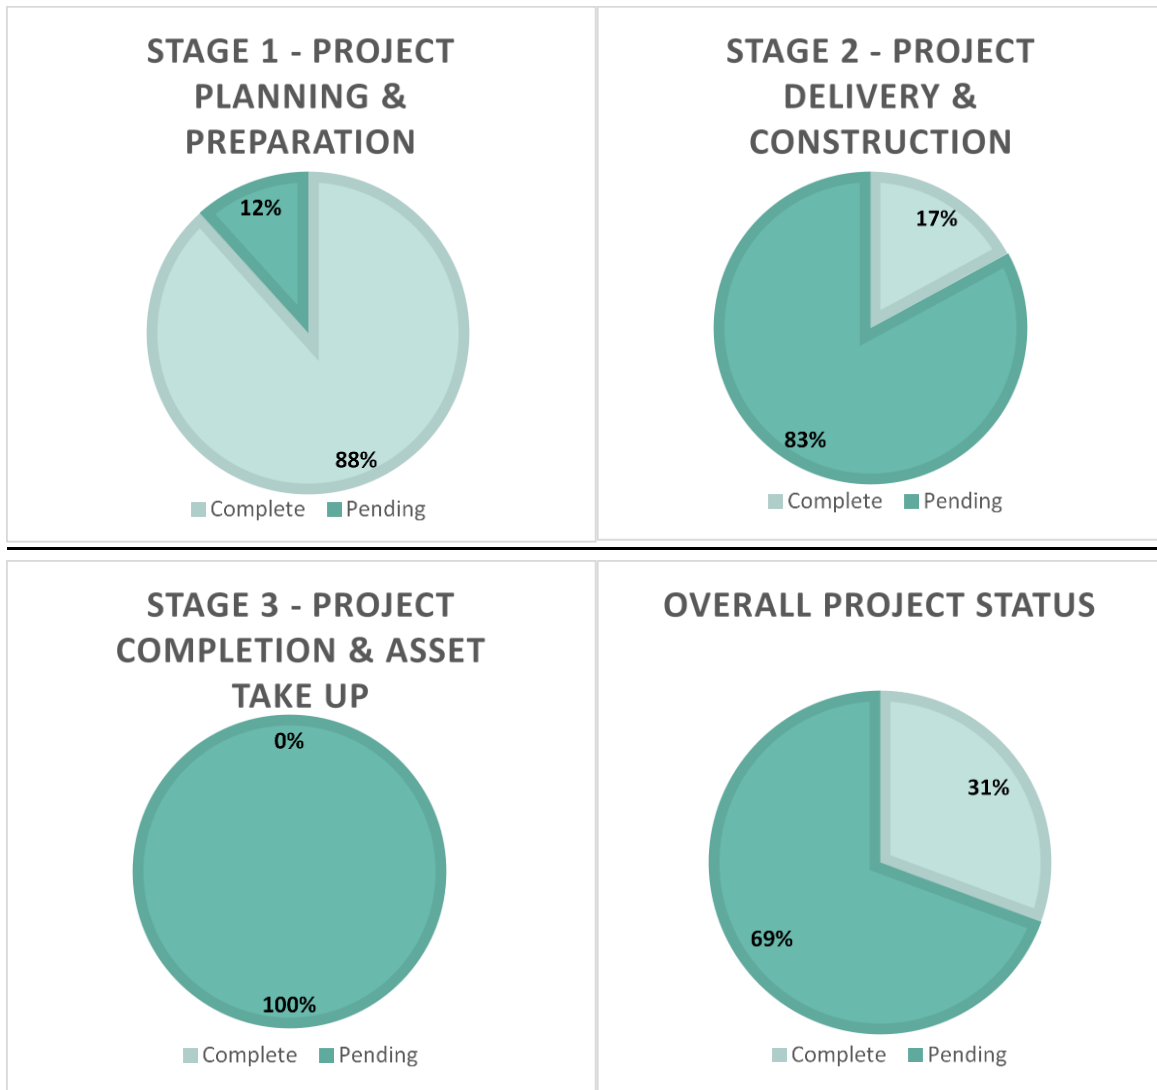 STAGE 1 - PROJECT
PLANNING &
PREPARATION
12%
88%
Complete Pending
STAGE 2 - PROJECT
DELIVERY &
CONSTRUCTION
17%
83%
Complete Pending
STAGE 3 - PROJECT
COMPLETION & ASSET
TAKE UP
0%
100%
Complete Pending
OVERALL PROJECT STATUS
31%
69%
Complete Pending